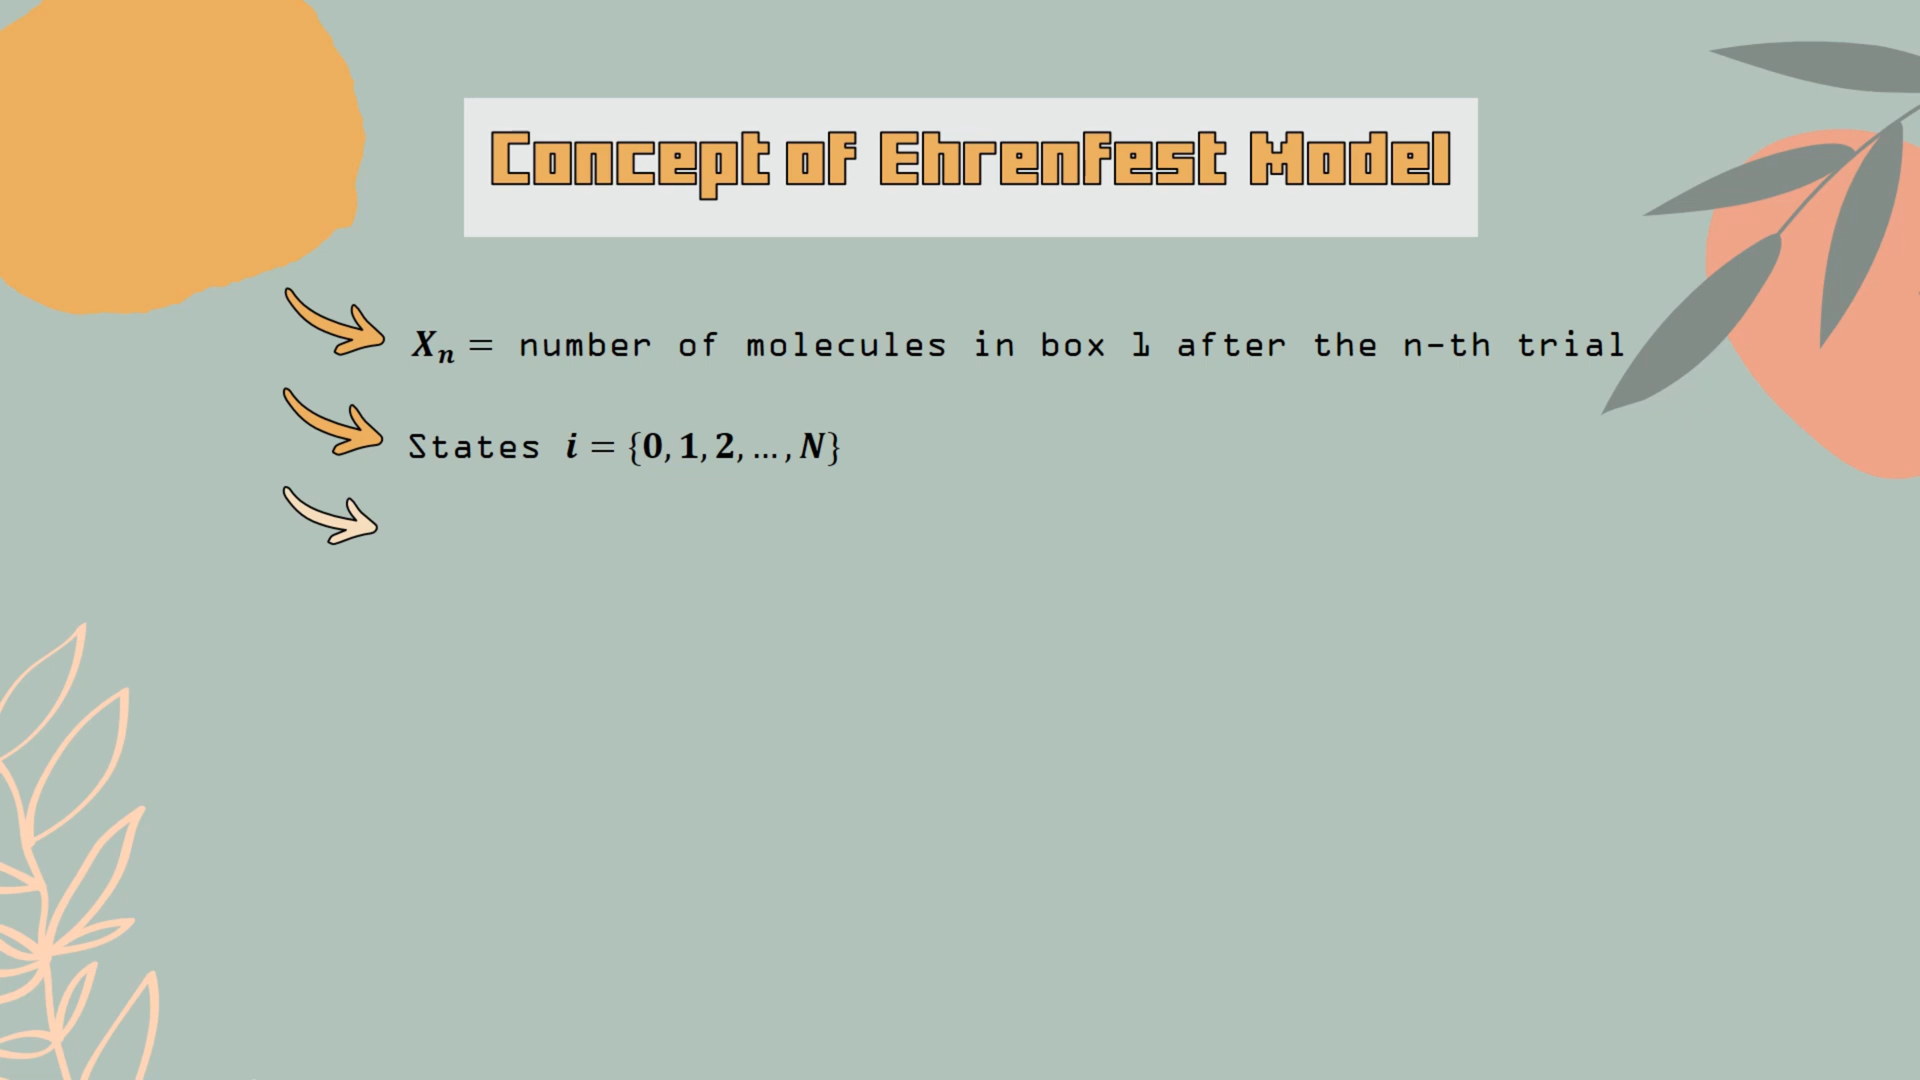 Concept of Ehrenfest Model
Xₙ = number of molecules in box 1 after the n-th trial
States i = {0, 1, 2, ... , N}